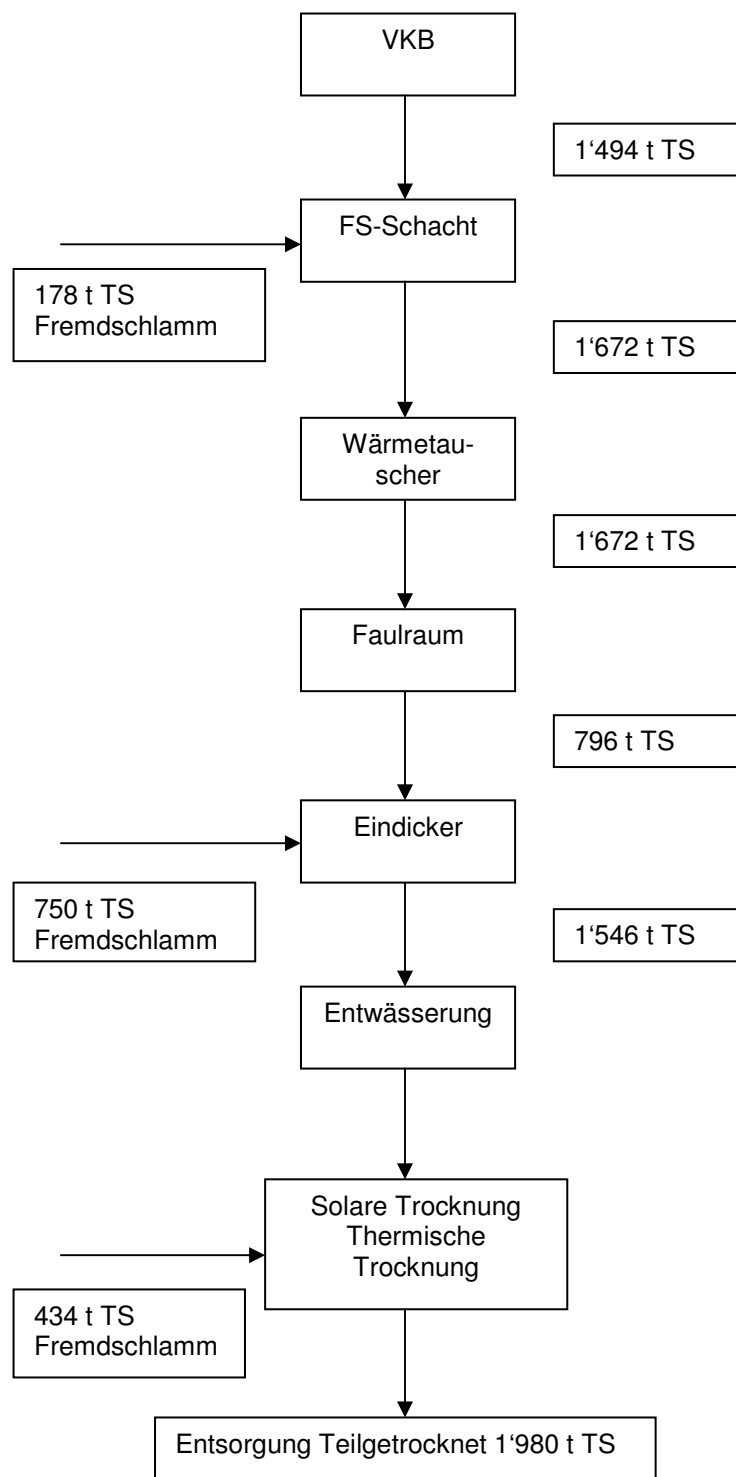 VKB
1‘494 t TS
FS-Schacht
178 t TS
Fremdschlamm
1‘672 t TS
Wärmetau-
scher
1‘672 t TS
Faulraum
796 t TS
Eindicker
750 t TS
Fremdschlamm
1‘546 t TS
Entwässerung
Solare Trocknung
Thermische
Trocknung
434 t TS
Fremdschlamm
Entsorgung Teilgetrocknet 1‘980 t TS